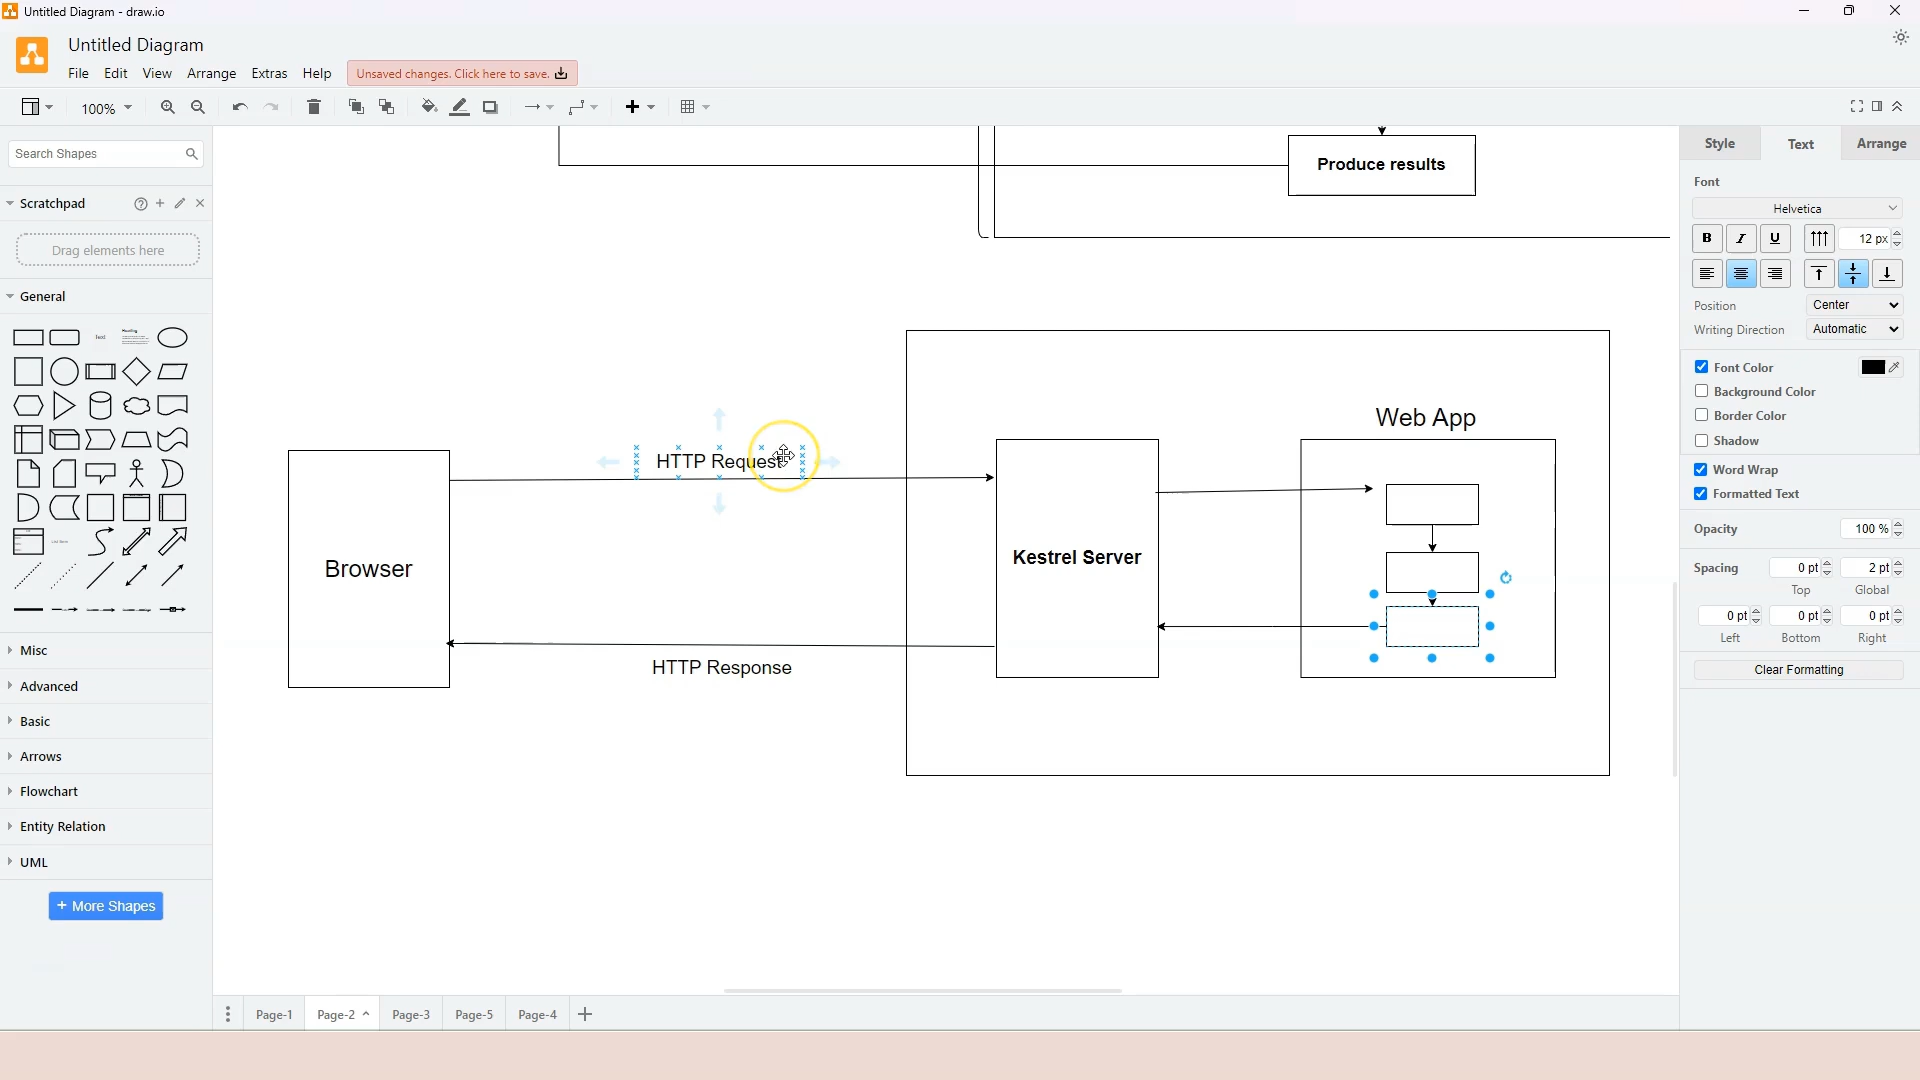 Untitled Diagram - draw.io
Untitled Diagram
File Edit View Arrange Extras Help Unsaved changes. Click here to save.
100%
Search Shapes
Scratchpad
Drag elements here
General
Text
Heading
List Item
Misc
Advanced
Basic
Arrows
Flowchart
Entity Relation
UML
+ More Shapes
Produce results
Web App
HTTP Request
Browser
Kestrel Server
HTTP Response
Page-1 Page-2 Page-3 Page-5 Page-4
Style Text Arrange
Font
Helvetica
B I U 12 px
Position Center
Writing Direction Automatic
Font Color
Background Color
Border Color
Shadow
Word Wrap
Formatted Text
Opacity 100 %
Spacing 0 pt 2 pt
Top Global
0 pt 0 pt 0 pt
Left Bottom Right
Clear Formatting